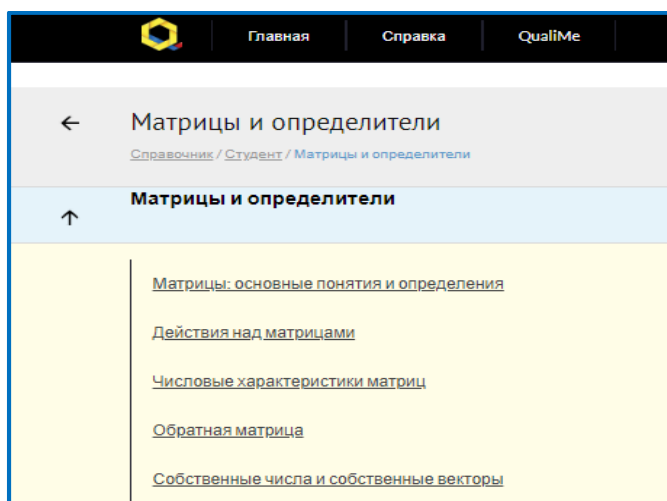 Главная Справка QualiMe
Матрицы и определители
Справочник / Студент / Матрицы и определители
Матрицы и определители
Матрицы: основные понятия и определения
Действия над матрицами
Числовые характеристики матриц
Обратная матрица
Собственные числа и собственные векторы